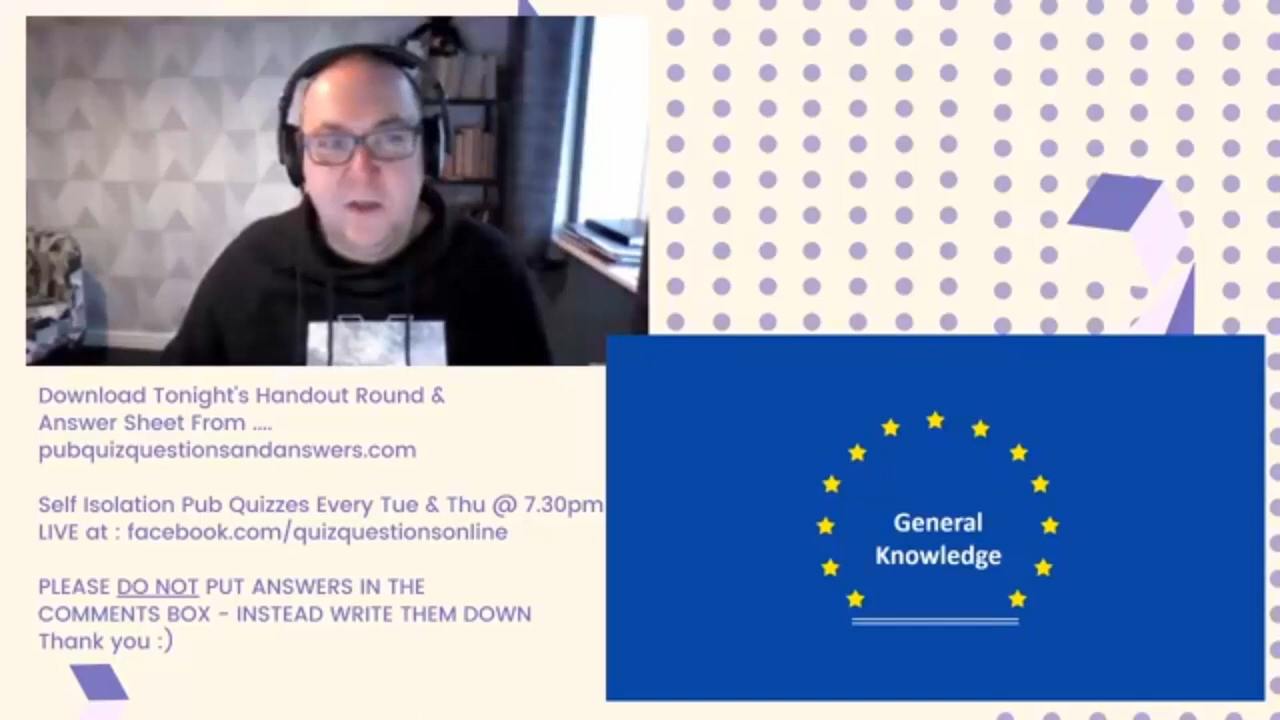 Download Tonight's Handout Round &
Answer Sheet From ....
pubquizquestionsandanswers.com
Self Isolation Pub Quizzes Every Tue & Thu @ 7.30pm
LIVE at : facebook.com/quizquestionsonline
PLEASE DO NOT PUT ANSWERS IN THE
COMMENTS BOX - INSTEAD WRITE THEM DOWN
Thank you :)
General
Knowledge